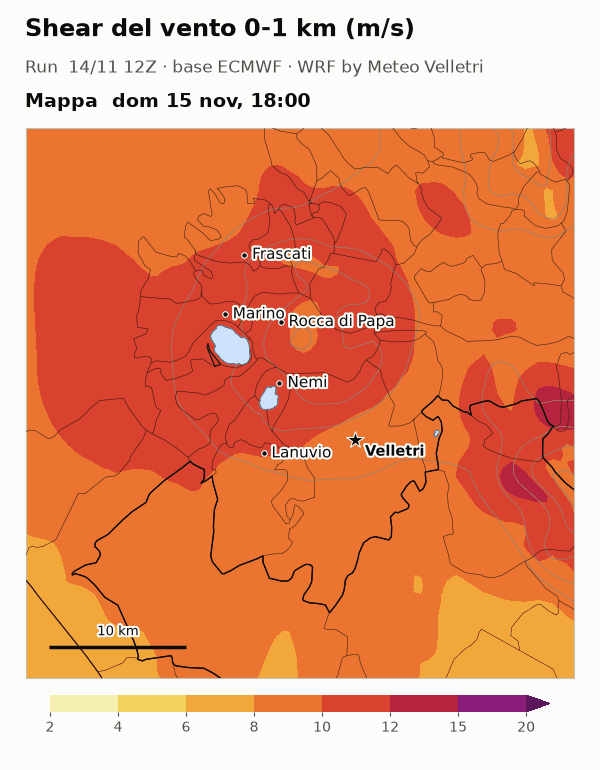 Shear del vento 0-1 km (m/s)
Run  14/11 12Z · base ECMWF · WRF by Meteo Velletri
Mappa  dom 15 nov, 18:00
Frascati
Marino
Rocca di Papa
Nemi
Velletri
Lanuvio
10 km
2 4 6 8 10 12 15 20